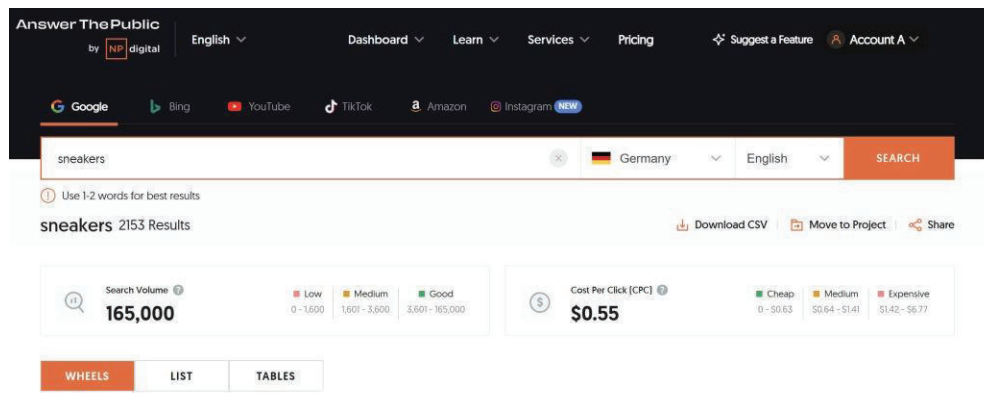 AnswerThePublic
by NP digital
English
Dashboard
Learn
Services
Pricing
Suggest a Feature
Account A
Google
Bing
YouTube
TikTok
Amazon
Instagram NEW
sneakers
Germany
English
SEARCH
Use 1-2 words for best results
sneakers 2153 Results
Download CSV
Move to Project
Share
Search Volume
165,000
Low
0 - 1,600
Medium
1,601 - 3,600
Good
3,601 - 165,000
Cost Per Click [CPC]
$0.55
Cheap
0 - $0.63
Medium
$0.64 - $1.41
Expensive
$1.42 - $6.77
WHEELS
LIST
TABLES